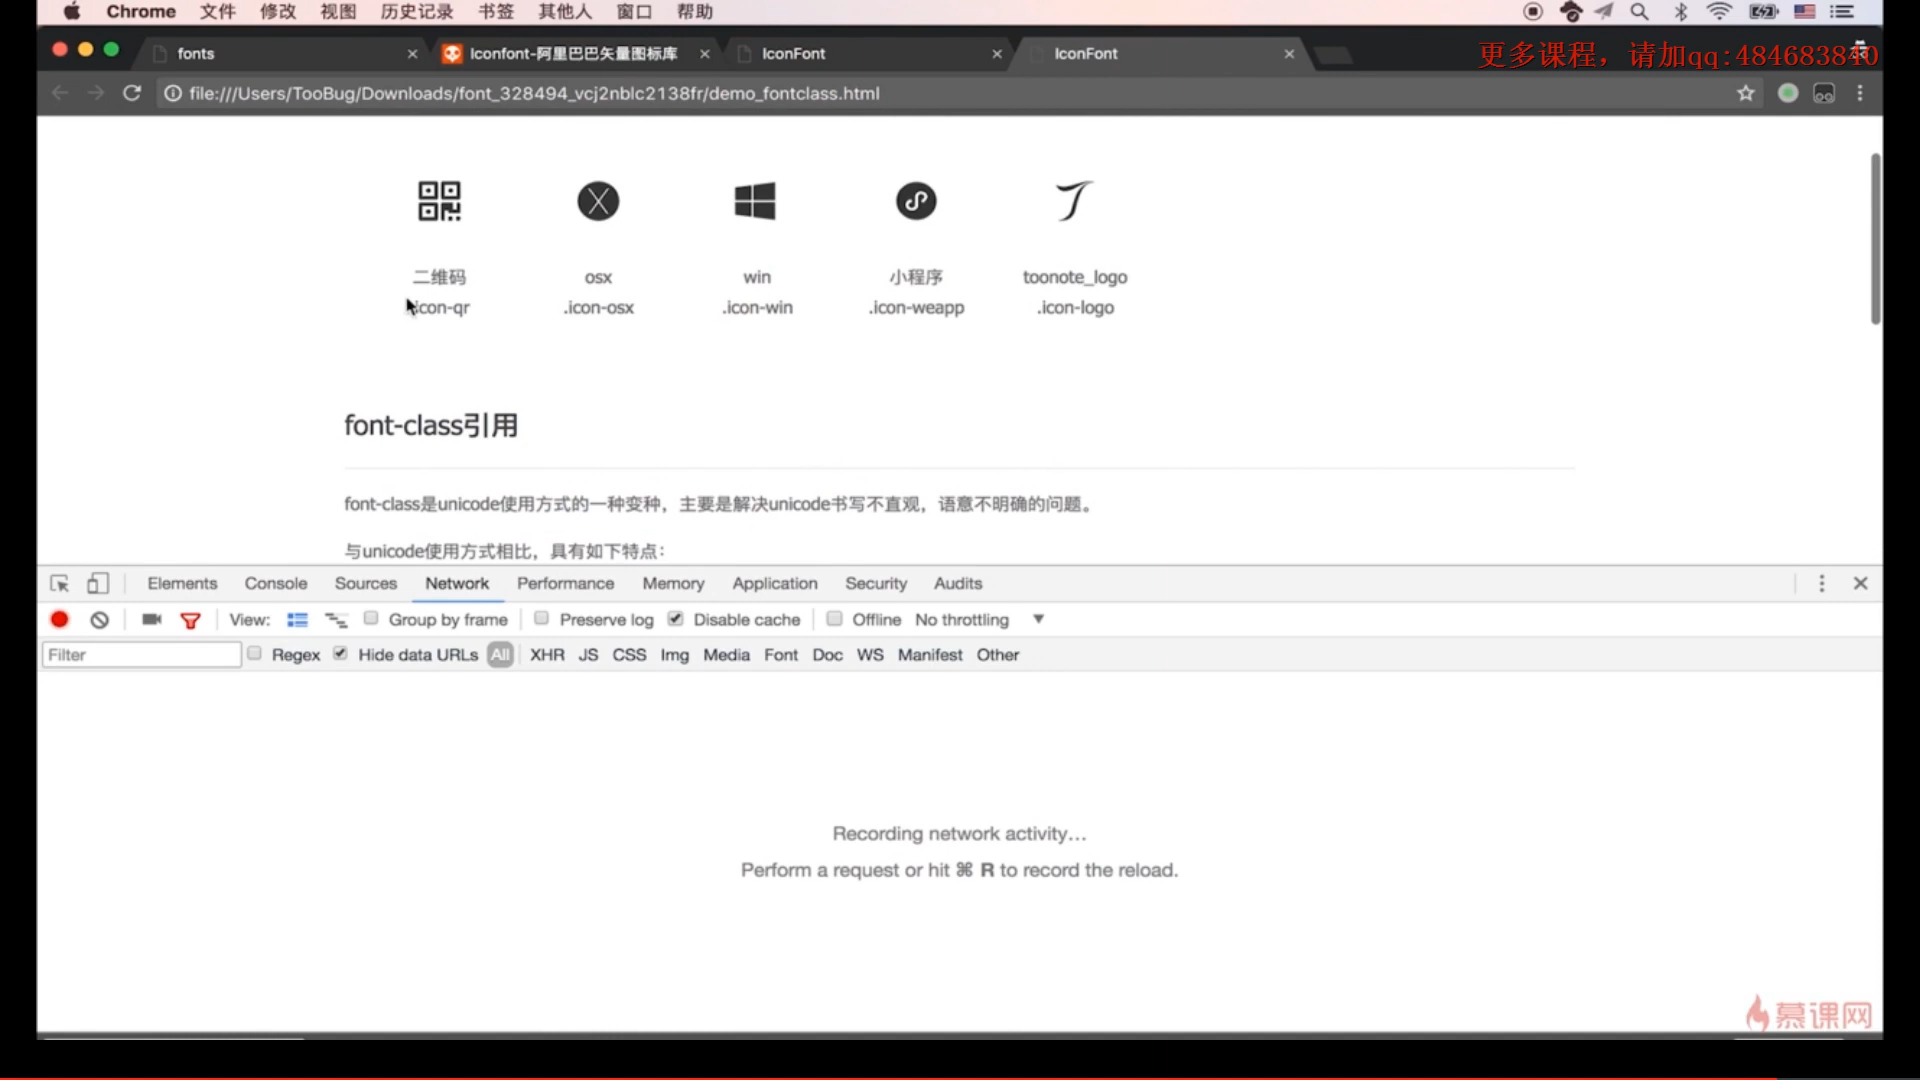 Chrome 文件 修改 视图 历史记录 书签 其他人 窗口 帮助
fonts Iconfont-阿里巴巴矢量图标库 IconFont IconFont
更多课程，请加qq:484683840
file:///Users/TooBug/Downloads/font_328494_vcj2nblc2138fr/demo_fontclass.html
二维码 osx win 小程序 toonote_logo
.icon-qr .icon-osx .icon-win .icon-weapp .icon-logo
font-class引用
font-class是unicode使用方式的一种变种，主要是解决unicode书写不直观，语意不明确的问题。
与unicode使用方式相比，具有如下特点：
Elements Console Sources Network Performance Memory Application Security Audits
View: Group by frame Preserve log Disable cache Offline No throttling
Filter Regex Hide data URLs All XHR JS CSS Img Media Font Doc WS Manifest Other
Recording network activity…
Perform a request or hit ⌘ R to record the reload.
慕课网